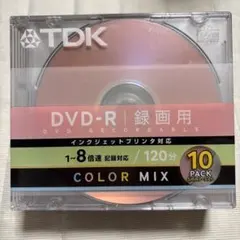 TDK
DVD-R 録画用
DVD RECORDABLE
インクジェットプリンタ対応
1~8倍速 記録対応 / 120分
10
PACK
COLOR MIX